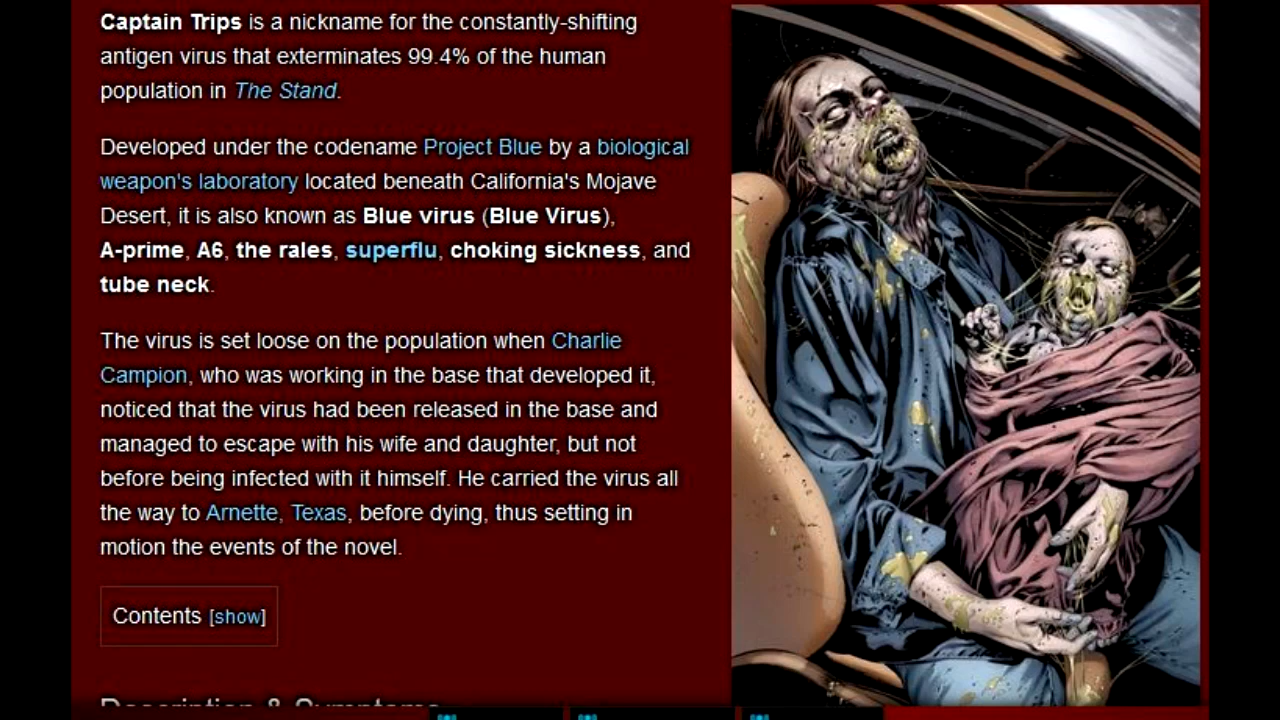 Captain Trips is a nickname for the constantly-shifting
antigen virus that exterminates 99.4% of the human
population in The Stand.
Developed under the codename Project Blue by a biological
weapon's laboratory located beneath California's Mojave
Desert, it is also known as Blue virus (Blue Virus),
A-prime, A6, the rales, superflu, choking sickness, and
tube neck.
The virus is set loose on the population when Charlie
Campion, who was working in the base that developed it,
noticed that the virus had been released in the base and
managed to escape with his wife and daughter, but not
before being infected with it himself. He carried the virus all
the way to Arnette, Texas, before dying, thus setting in
motion the events of the novel.
Contents [show]
Description & Symptoms